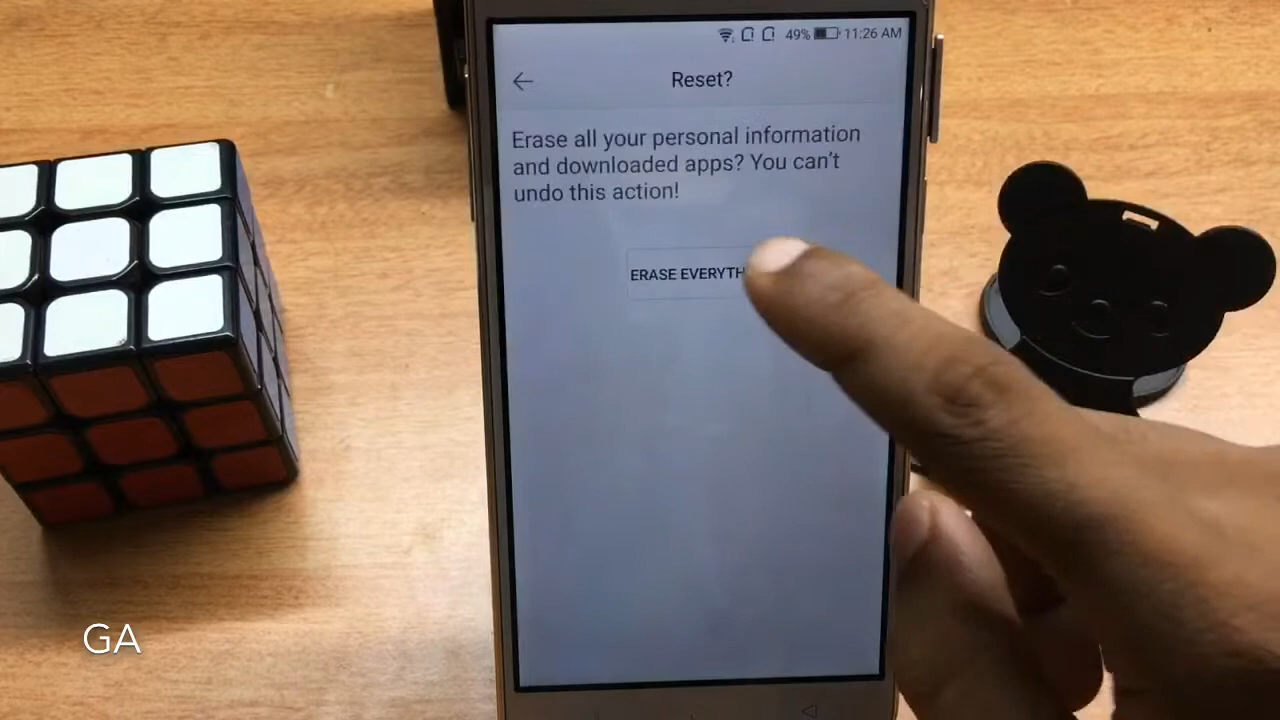 49% 11:26 AM
Reset?
Erase all your personal information
and downloaded apps? You can't
undo this action!
ERASE
GA